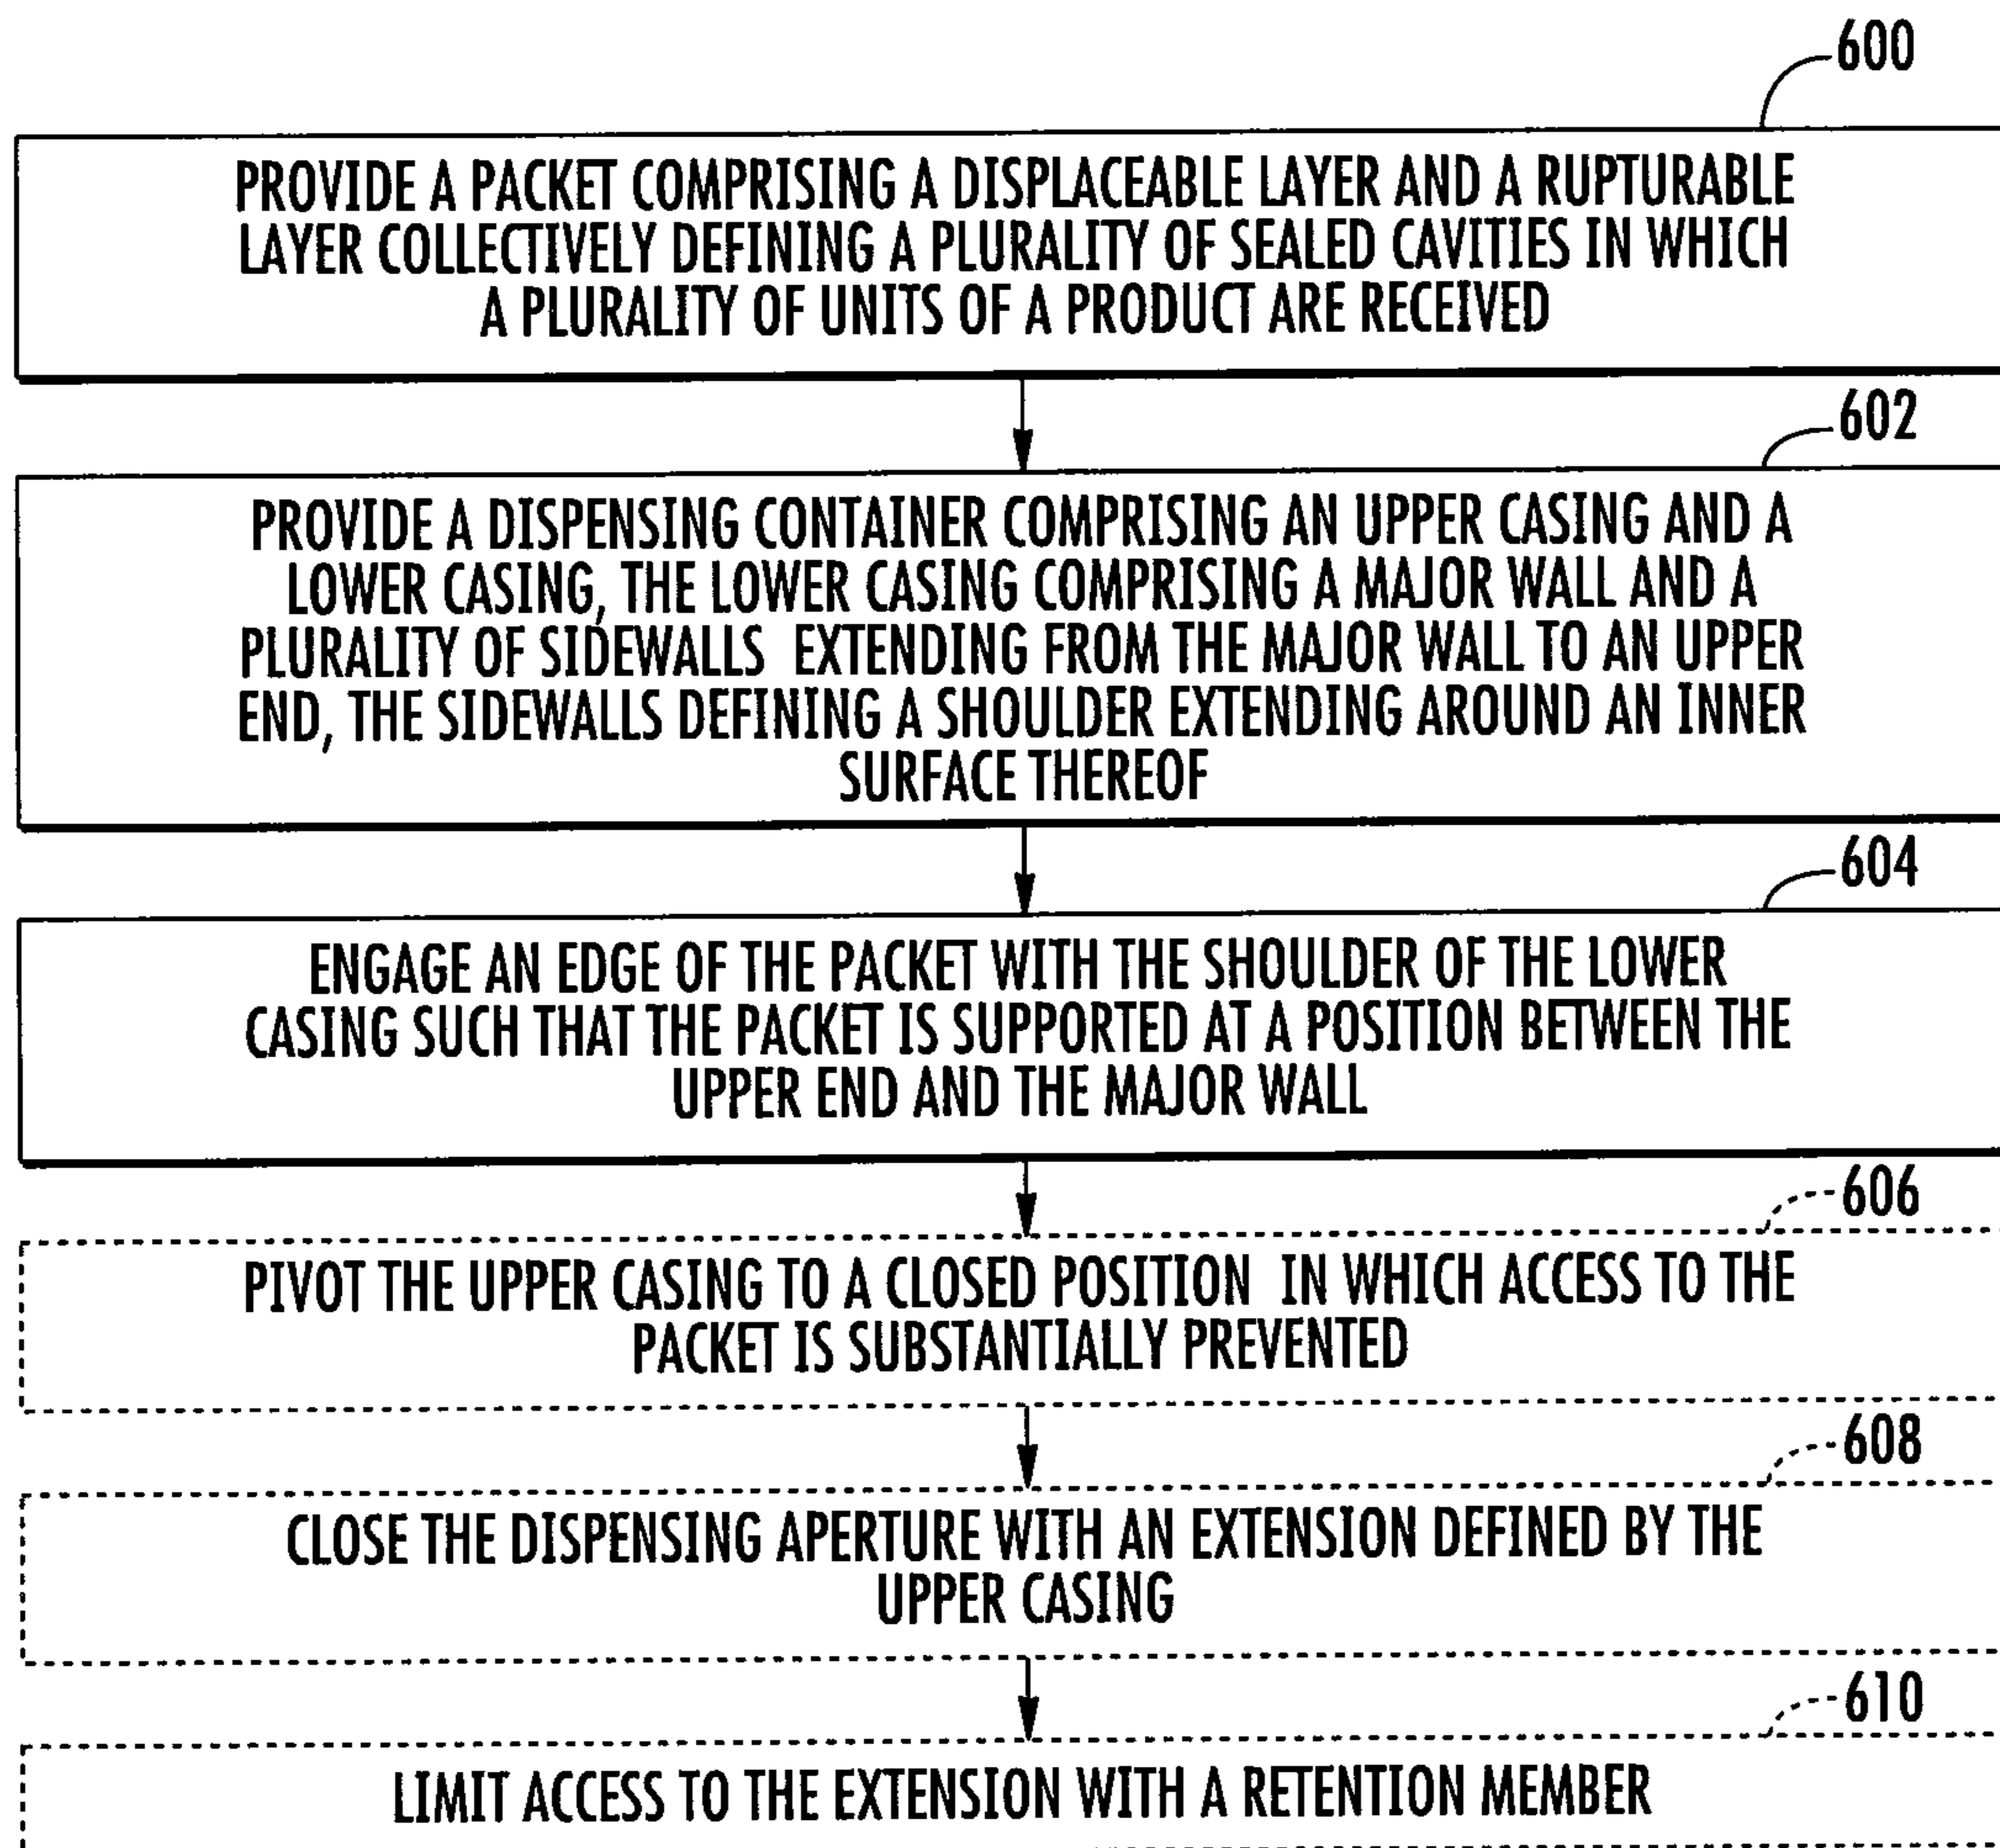 600
PROVIDE A PACKET COMPRISING A DISPLACEABLE LAYER AND A RUPTURABLE
LAYER COLLECTIVELY DEFINING A PLURALITY OF SEALED CAVITIES IN WHICH
A PLURALITY OF UNITS OF A PRODUCT ARE RECEIVED
602
PROVIDE A DISPENSING CONTAINER COMPRISING AN UPPER CASING AND A
LOWER CASING, THE LOWER CASING COMPRISING A MAJOR WALL AND A
PLURALITY OF SIDEWALLS EXTENDING FROM THE MAJOR WALL TO AN UPPER
END, THE SIDEWALLS DEFINING A SHOULDER EXTENDING AROUND AN INNER
SURFACE THEREOF
604
ENGAGE AN EDGE OF THE PACKET WITH THE SHOULDER OF THE LOWER
CASING SUCH THAT THE PACKET IS SUPPORTED AT A POSITION BETWEEN THE
UPPER END AND THE MAJOR WALL
606
PIVOT THE UPPER CASING TO A CLOSED POSITION IN WHICH ACCESS TO THE
PACKET IS SUBSTANTIALLY PREVENTED
608
CLOSE THE DISPENSING APERTURE WITH AN EXTENSION DEFINED BY THE
UPPER CASING
610
LIMIT ACCESS TO THE EXTENSION WITH A RETENTION MEMBER